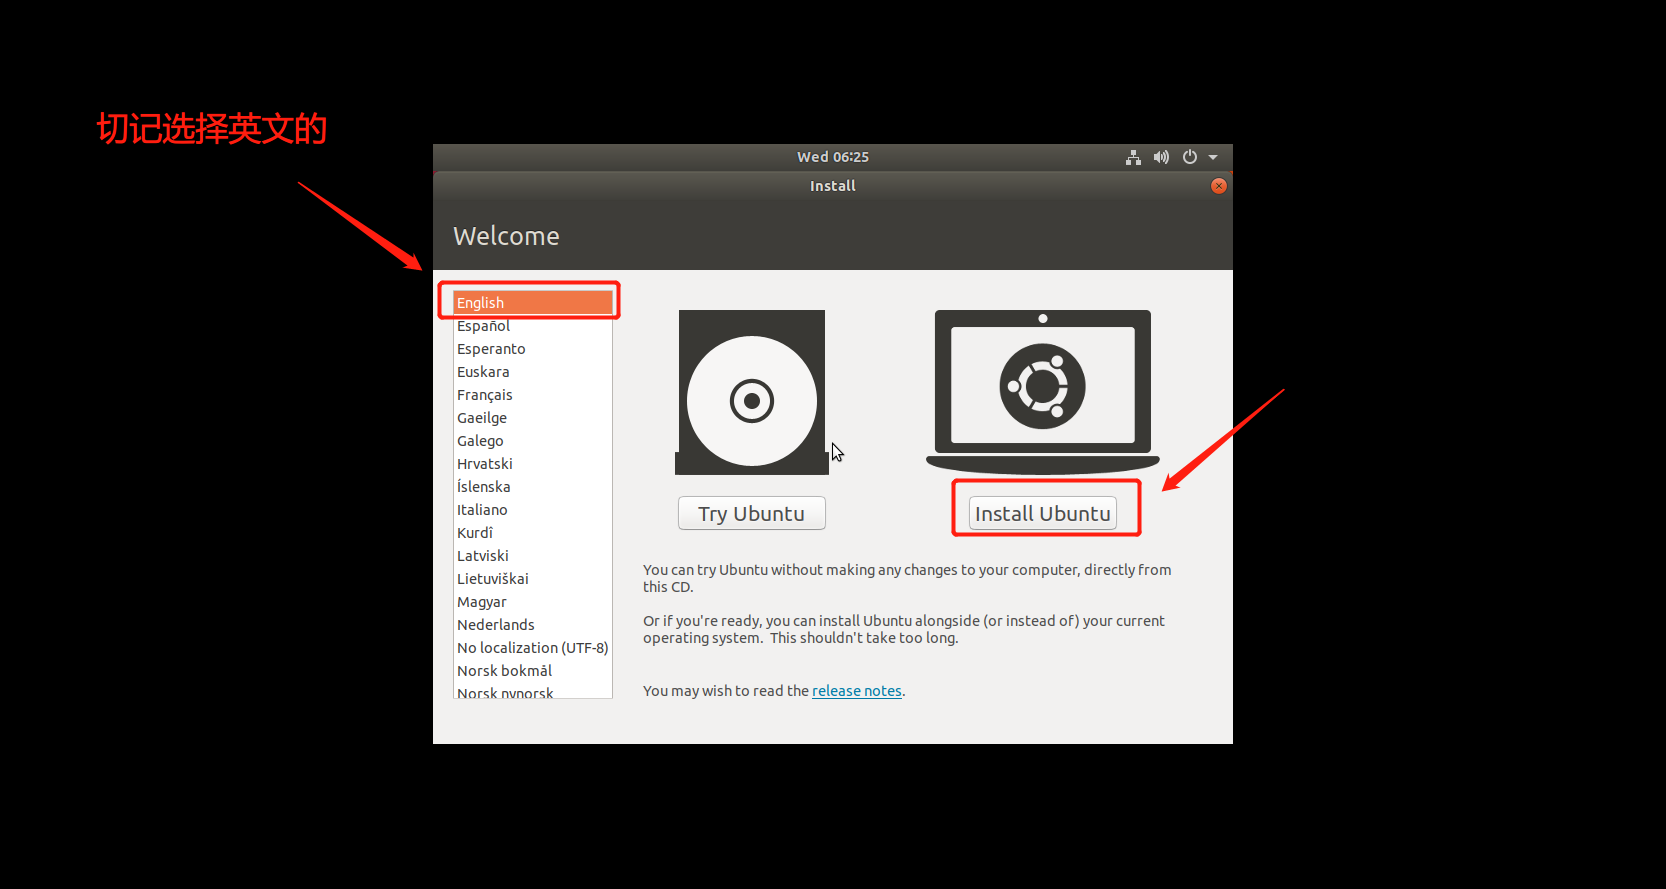 切记选择英文的
Wed 06:25
Install
Welcome
English
Español
Esperanto
Euskara
Français
Gaeilge
Galego
Hrvatski
Íslenska
Italiano
Kurdî
Latviski
Lietuviškai
Magyar
Nederlands
No localization (UTF-8)
Norsk bokmål
Norsk nynorsk
Try Ubuntu
Install Ubuntu
You can try Ubuntu without making any changes to your computer, directly from
this CD.
Or if you're ready, you can install Ubuntu alongside (or instead of) your current
operating system.  This shouldn't take too long.
You may wish to read the release notes.